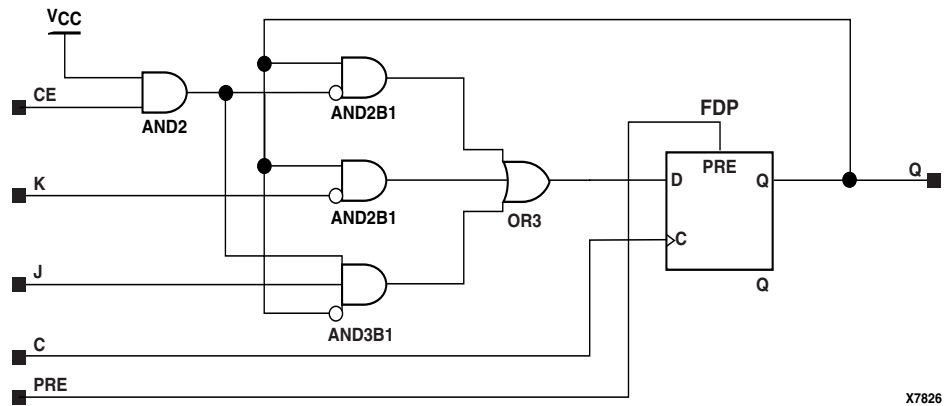 VCC
CE
AND2
AND2B1
FDP
PRE
K
AND2B1
OR3
D
Q
Q
C
J
AND3B1
Q
C
PRE
X7826